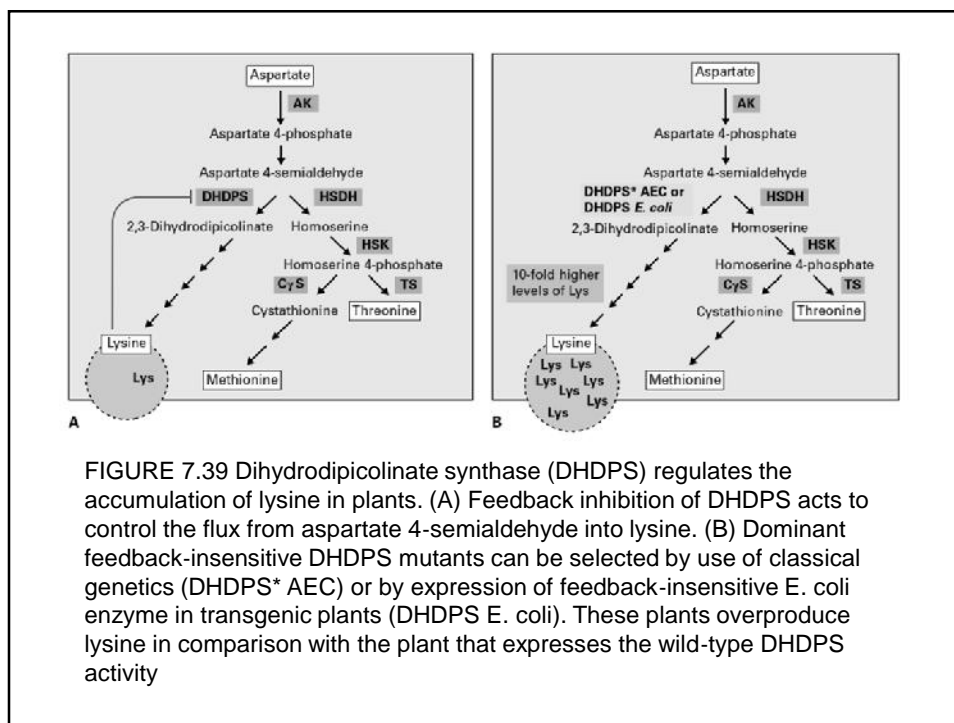 Aspartate
AK
Aspartate 4-phosphate
Aspartate 4-semialdehyde
DHDPS HSDH
2,3-Dihydrodipicolinate Homoserine
HSK
Homoserine 4-phosphate
CγS TS
Cystathionine Threonine
Lysine
Lys
Methionine
A
Aspartate
AK
Aspartate 4-phosphate
Aspartate 4-semialdehyde
DHDPS* AEC or
DHDPS E. coli
HSDH
2,3-Dihydrodipicolinate Homoserine
HSK
Homoserine 4-phosphate
10-fold higher
levels of Lys
CγS TS
Cystathionine Threonine
Lysine
Lys Lys
Lys Lys
Lys Lys
Lys
Methionine
B
FIGURE 7.39 Dihydrodipicolinate synthase (DHDPS) regulates the
accumulation of lysine in plants. (A) Feedback inhibition of DHDPS acts to
control the flux from aspartate 4-semialdehyde into lysine. (B) Dominant
feedback-insensitive DHDPS mutants can be selected by use of classical
genetics (DHDPS* AEC) or by expression of feedback-insensitive E. coli
enzyme in transgenic plants (DHDPS E. coli). These plants overproduce
lysine in comparison with the plant that expresses the wild-type DHDPS
activity